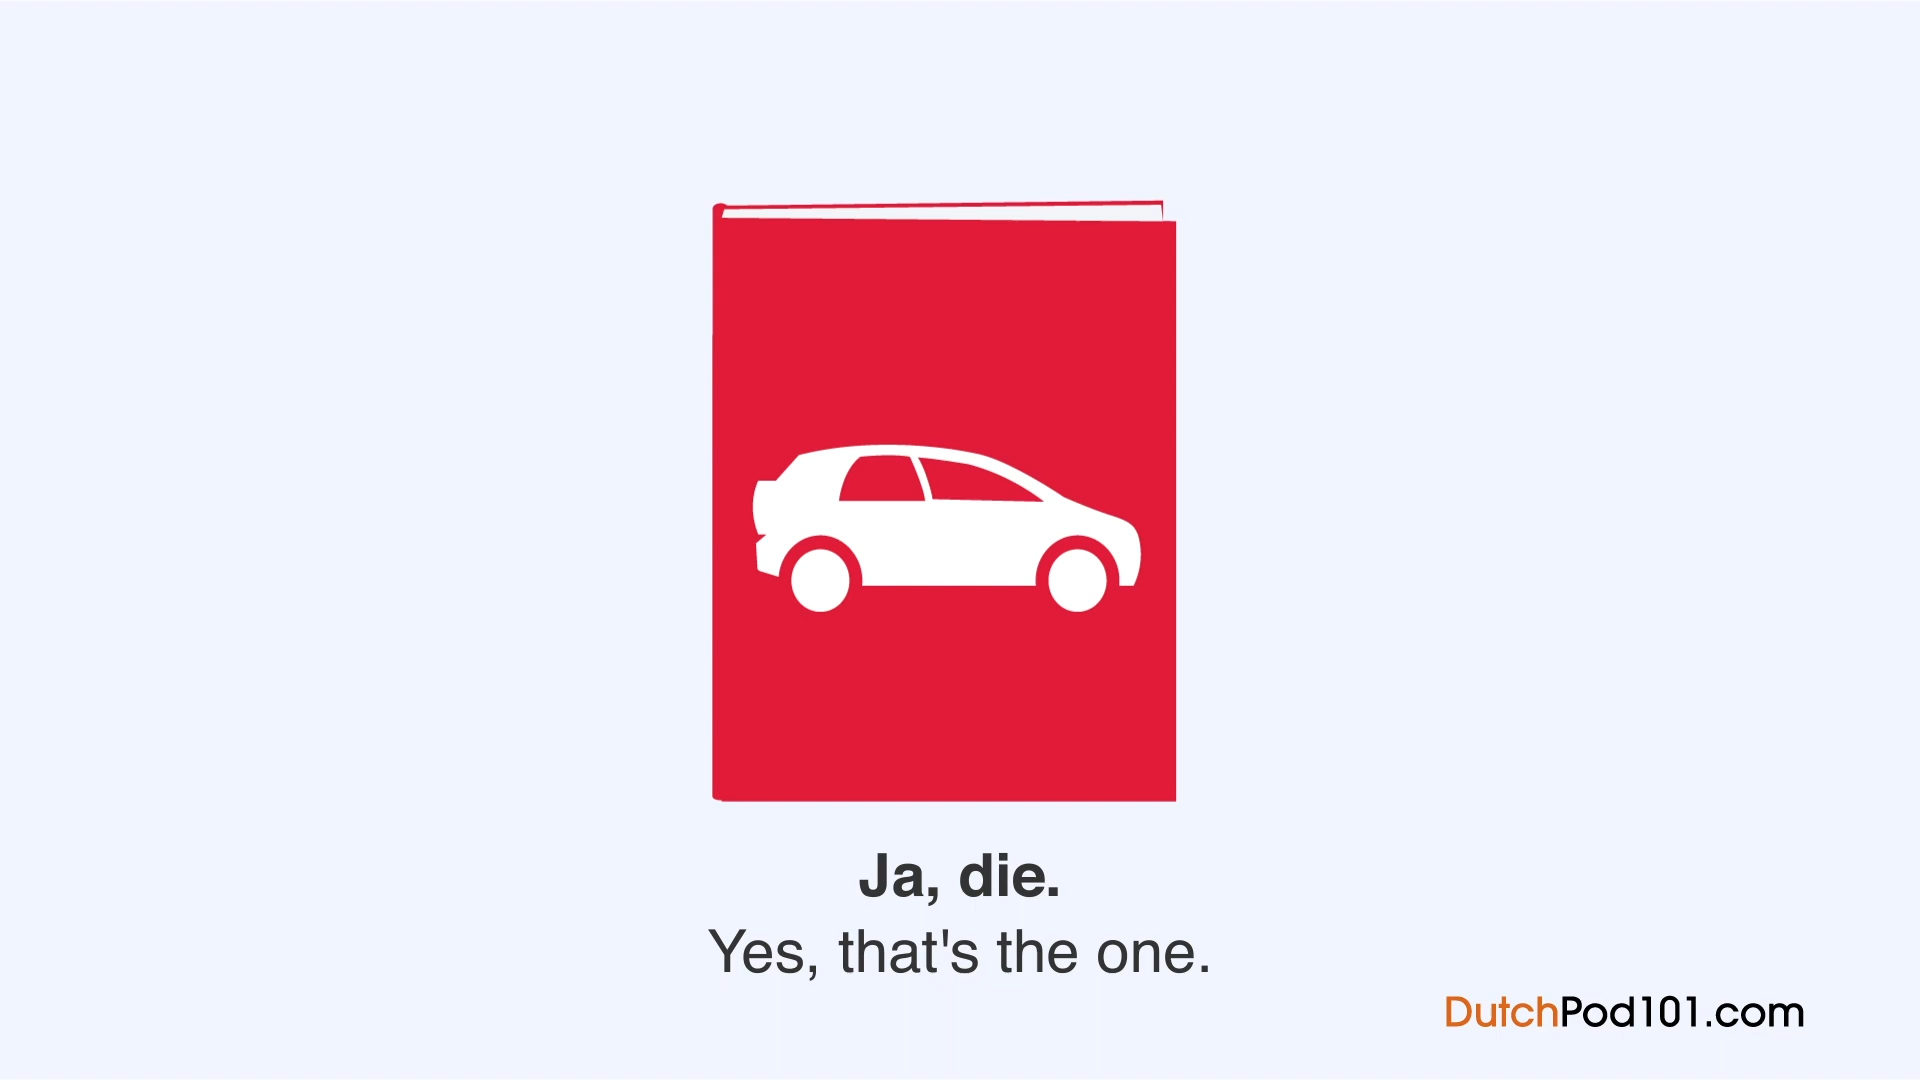 Ja, die.
Yes, that's the one.
DutchPod101.com